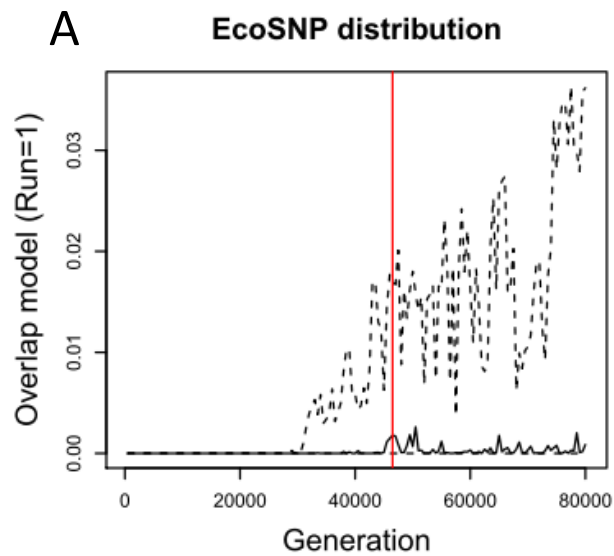 A
EcoSNP distribution
Overlap model (Run=1)
0.03
0.02
0.01
0.00
0 20000 40000 60000 80000
Generation